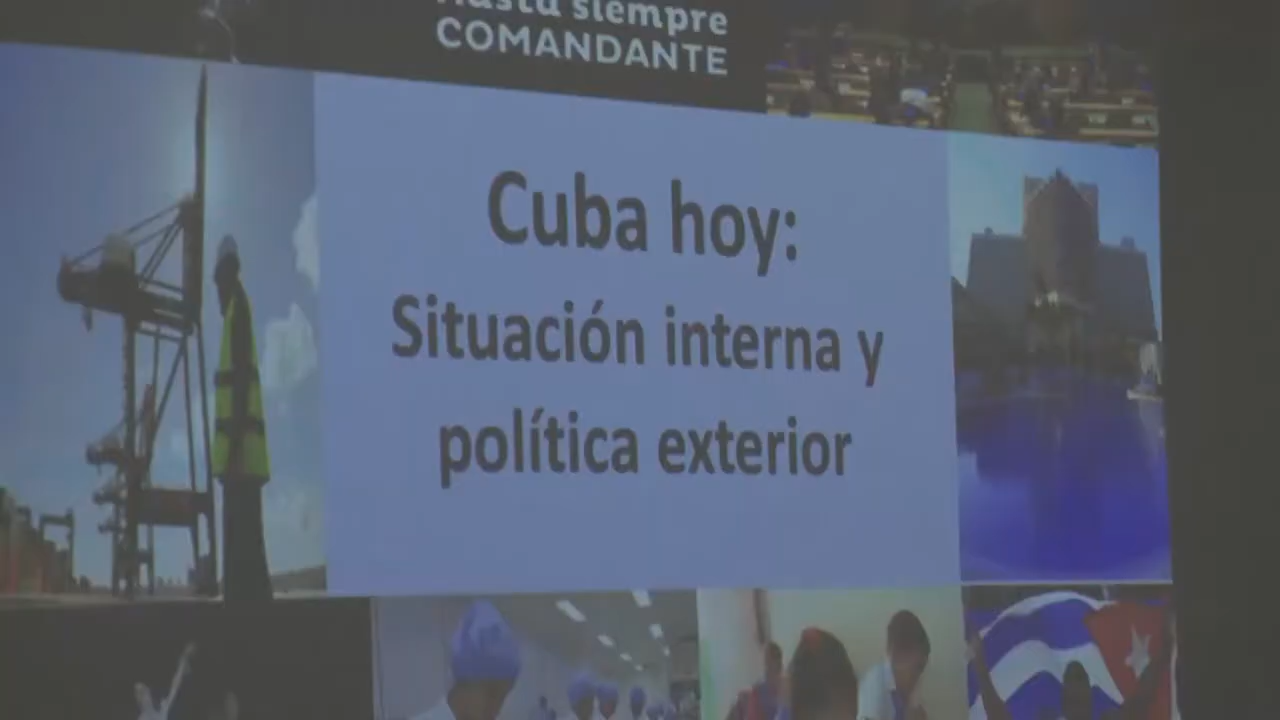 Hasta siempre
COMANDANTE
Cuba hoy:
Situación interna y
política exterior